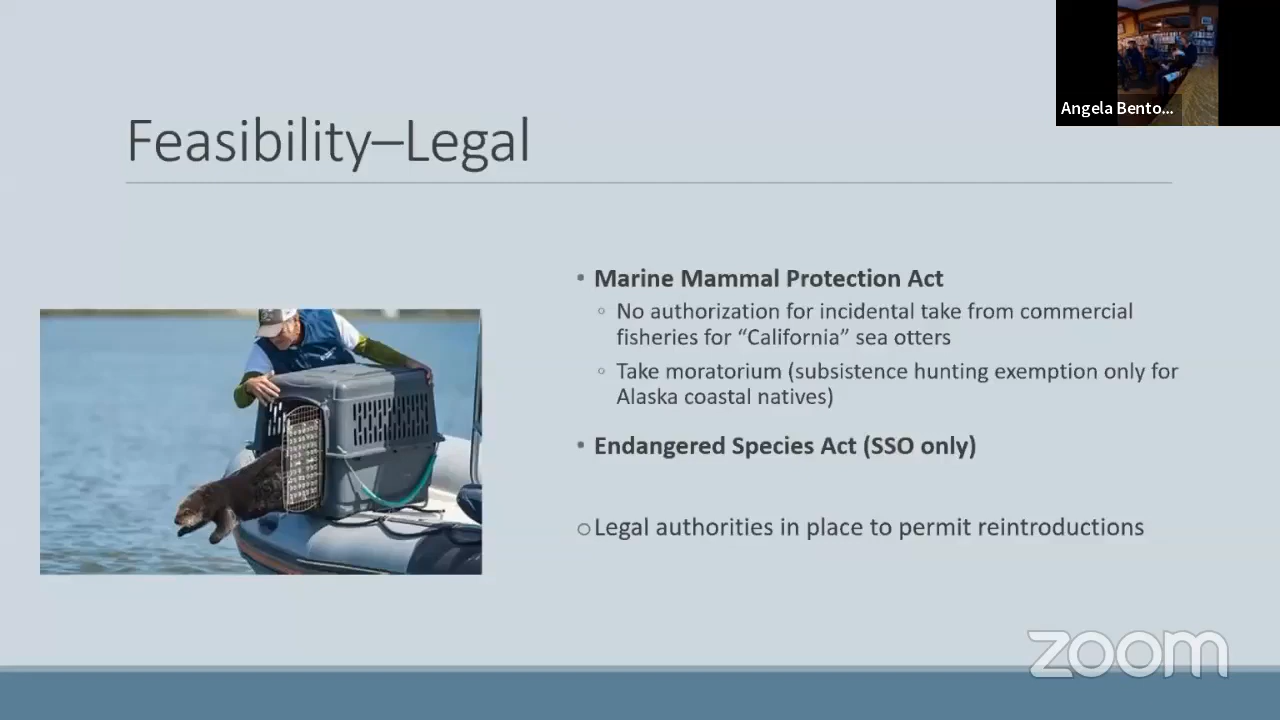 Angela Bento...
Feasibility–Legal
• Marine Mammal Protection Act
◦ No authorization for incidental take from commercial
fisheries for “California” sea otters
◦ Take moratorium (subsistence hunting exemption only for
Alaska coastal natives)
• Endangered Species Act (SSO only)
○Legal authorities in place to permit reintroductions
zoom